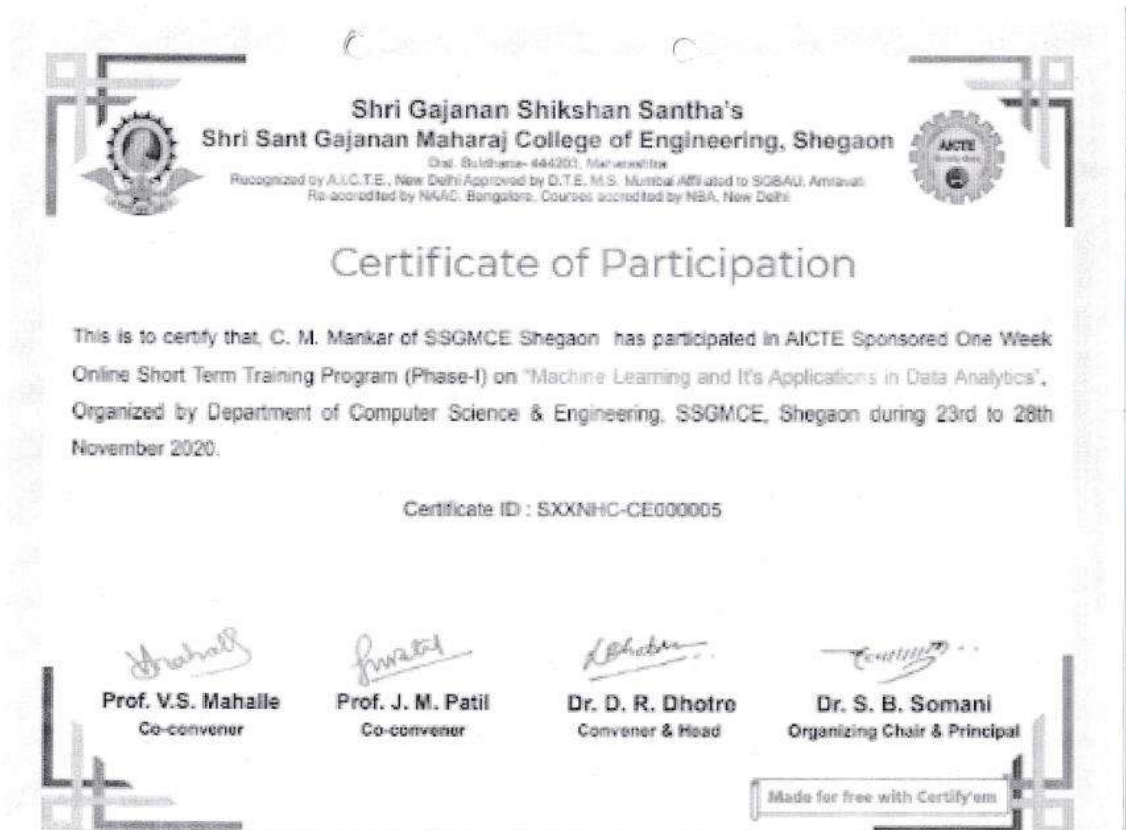 Shri Gajanan Shikshan Santha's
Shri Sant Gajanan Maharaj College of Engineering, Shegaon
Dist. Buldhana- 444203, Maharashtra
Recognized by A.I.C.T.E., New Delhi Approved by D.T.E. M.S. Mumbai Affiliated to SGBAU, Amravati
Re-accredited by NAAC, Bangalore, Courses accredited by NBA, New Delhi
AICTE
Certificate of Participation
This is to certify that, C. M. Mankar of SSGMCE Shegaon has participated in AICTE Sponsored One Week
Online Short Term Training Program (Phase-I) on "Machine Learning and It's Applications in Data Analytics",
Organized by Department of Computer Science & Engineering, SSGMCE, Shegaon during 23rd to 28th
November 2020.
Certificate ID : SXXNHC-CE000005
Prof. V.S. Mahalle Prof. J. M. Patil Dr. D. R. Dhotre Dr. S. B. Somani
Co-convener Co-convener Convener & Head Organizing Chair & Principal
Made for free with Certify'em